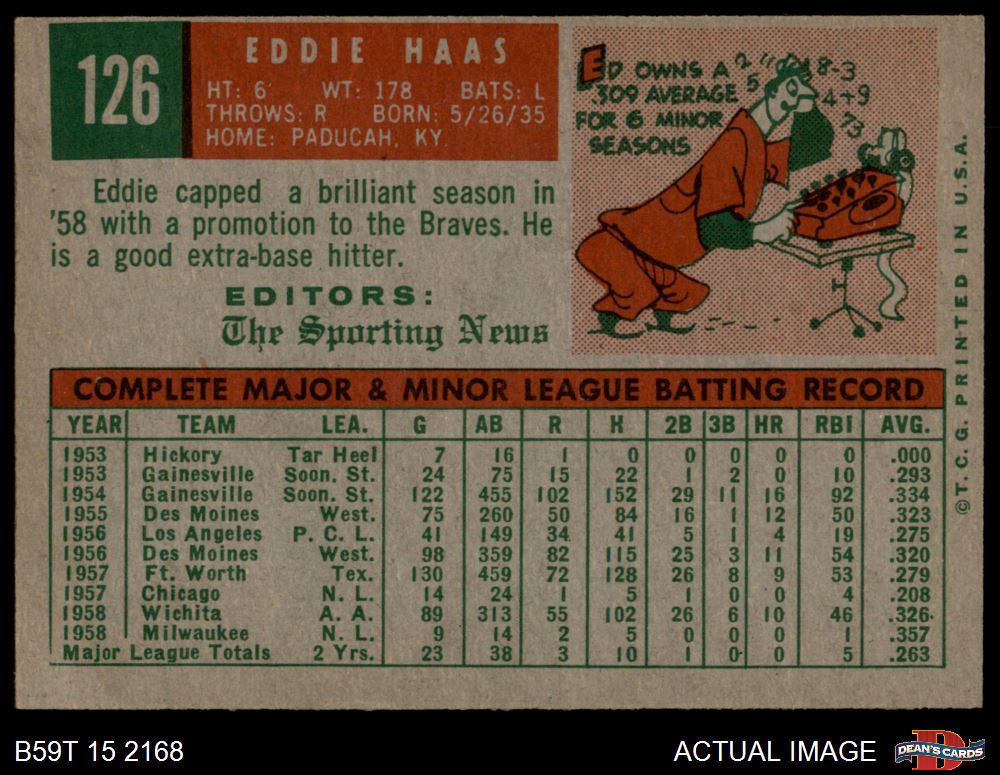 126
EDDIE HAAS
HT: 6' WT: 178 BATS: L
THROWS: R BORN: 5/26/35
HOME: PADUCAH, KY.
ED OWNS A
.309 AVERAGE
FOR 6 MINOR
SEASONS
Eddie capped a brilliant season in
'58 with a promotion to the Braves. He
is a good extra-base hitter.
EDITORS:
The Sporting News
COMPLETE MAJOR & MINOR LEAGUE BATTING RECORD
YEAR TEAM LEA. G AB R H 2B 3B HR RBI AVG.
1953 Hickory Tar Heel 7 16 1 0 0 0 0 0 .000
1953 Gainesville Soon. St. 24 75 15 22 1 2 0 10 .293
1954 Gainesville Soon. St. 122 455 102 152 29 11 16 92 .334
1955 Des Moines West. 75 260 50 84 16 1 12 50 .323
1956 Los Angeles P. C. L. 41 149 34 41 5 1 4 19 .275
1956 Des Moines West. 98 359 82 115 25 3 11 54 .320
1957 Ft. Worth Tex. 130 459 72 128 26 8 9 53 .279
1957 Chicago N. L. 14 24 1 5 1 0 0 4 .208
1958 Wichita A. A. 89 313 55 102 26 6 10 46 .326
1958 Milwaukee N. L. 9 14 2 5 0 0 0 1 .357
Major League Totals 2 Yrs. 23 38 3 10 1 0 0 5 .263
© T. C. G. PRINTED IN U.S.A.
B59T 15 2168
ACTUAL IMAGE
DEAN'S CARDS